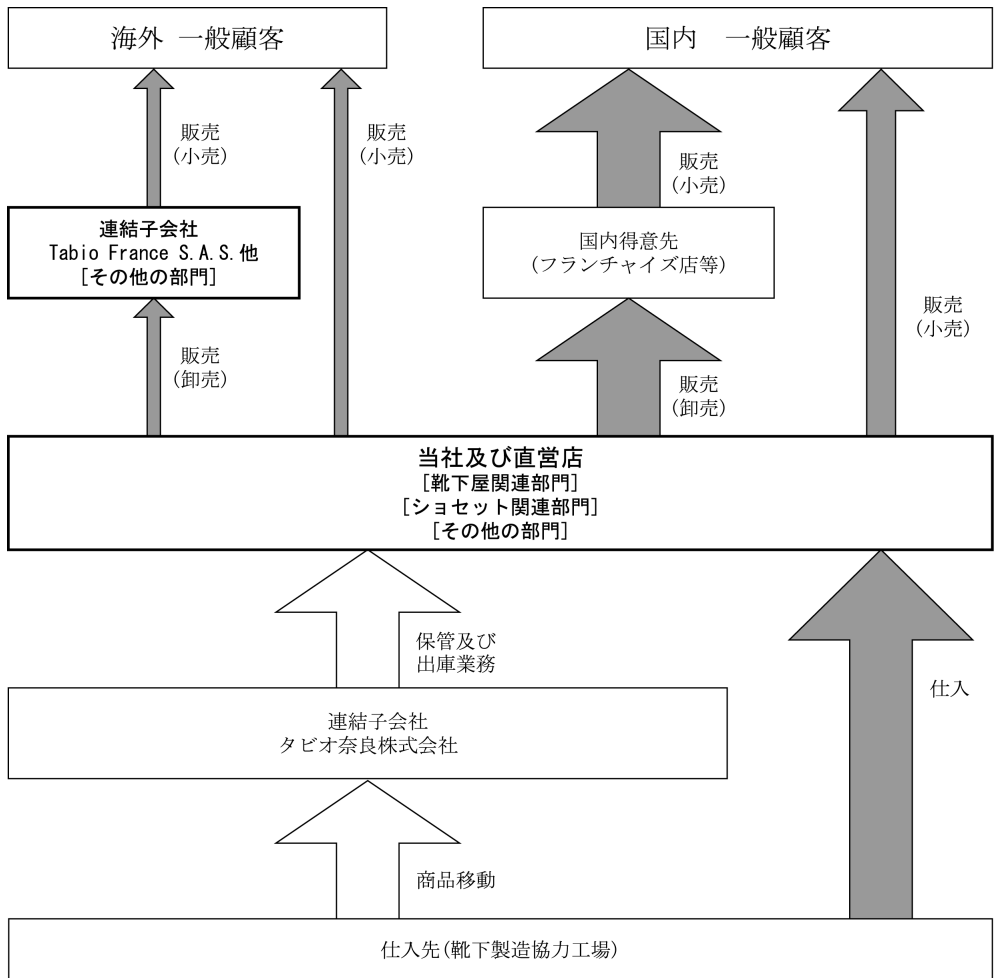 海外 一般顧客
国内　一般顧客
販売
(小売)
販売
(小売)
販売
(小売)
連結子会社
Tabio France S.A.S.他
[その他の部門]
国内得意先
(フランチャイズ店等)
販売
(小売)
販売
(卸売)
販売
(卸売)
当社及び直営店
[靴下屋関連部門]
[ショセット関連部門]
[その他の部門]
保管及び
出庫業務
仕入
連結子会社
タビオ奈良株式会社
商品移動
仕入先(靴下製造協力工場)